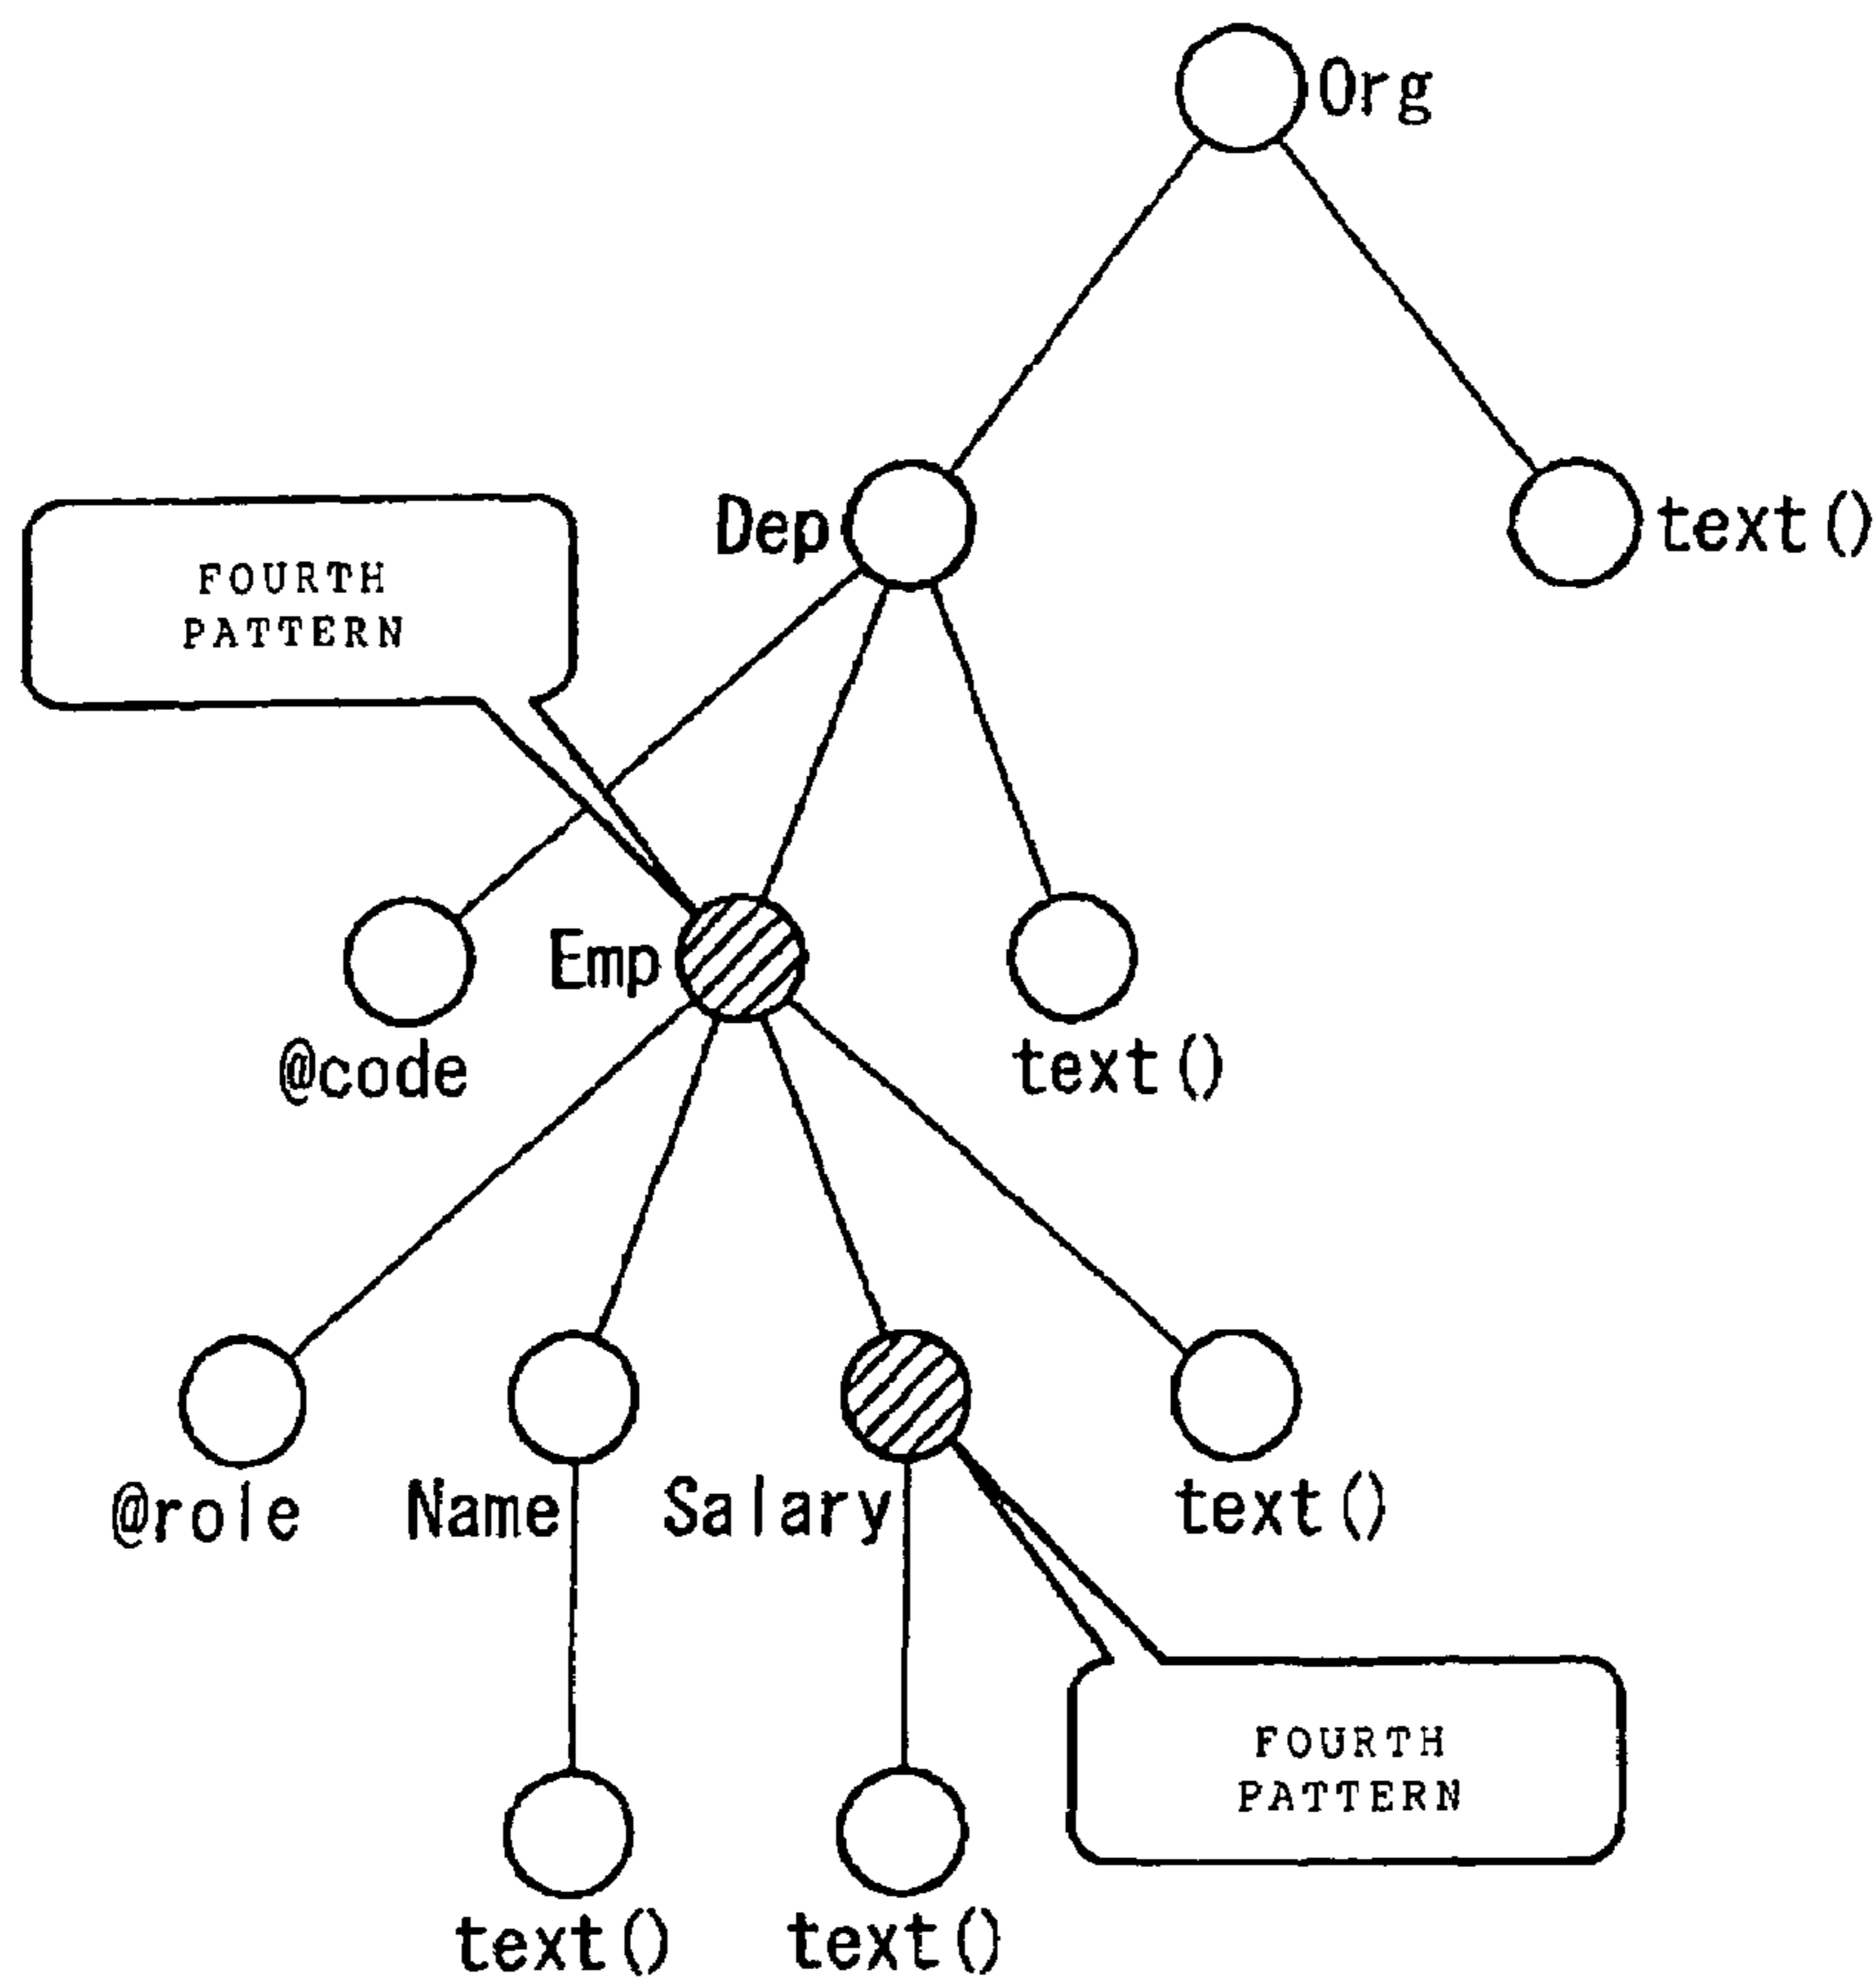 Org
Dep
text()
FOURTH
PATTERN
Emp
@code
text()
@role
Name
Salary
text()
FOURTH
PATTERN
text()
text()